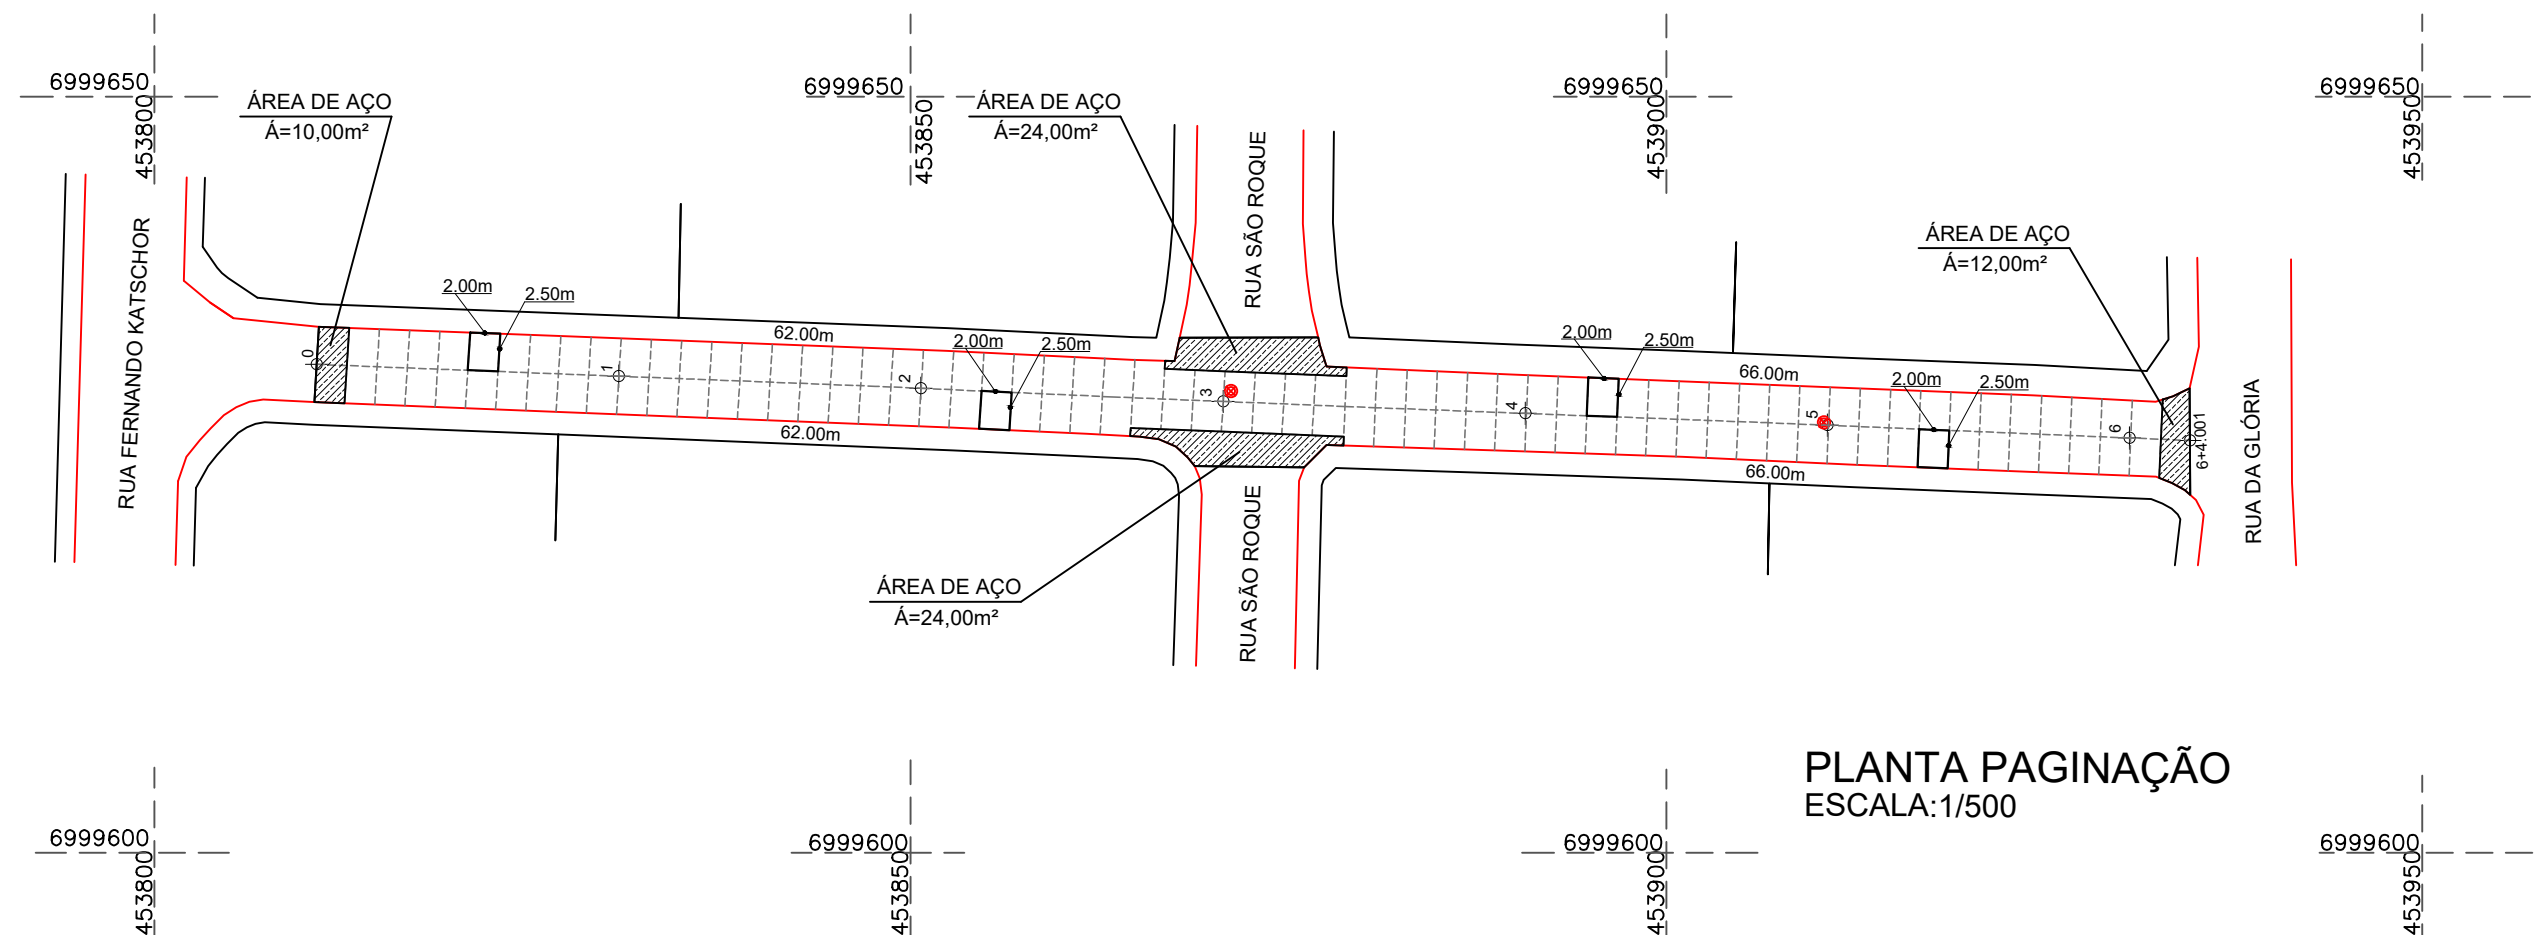 6999650
453800
6999650
453850
6999650
453900
6999650
453950
ÁREA DE AÇO
Á=10,00m²
ÁREA DE AÇO
Á=24,00m²
ÁREA DE AÇO
Á=12,00m²
RUA FERNANDO KATSCHOR
RUA SÃO ROQUE
2.00m
2.50m
62.00m
2.00m
2.50m
2.00m
2.50m
66.00m
2.00m
2.50m
0
1
2
3
4
5
6
6+4.001
62.00m
66.00m
RUA DA GLÓRIA
RUA SÃO ROQUE
ÁREA DE AÇO
Á=24,00m²
PLANTA PAGINAÇÃO
ESCALA:1/500
6999600
453800
6999600
453850
6999600
453900
6999600
453950